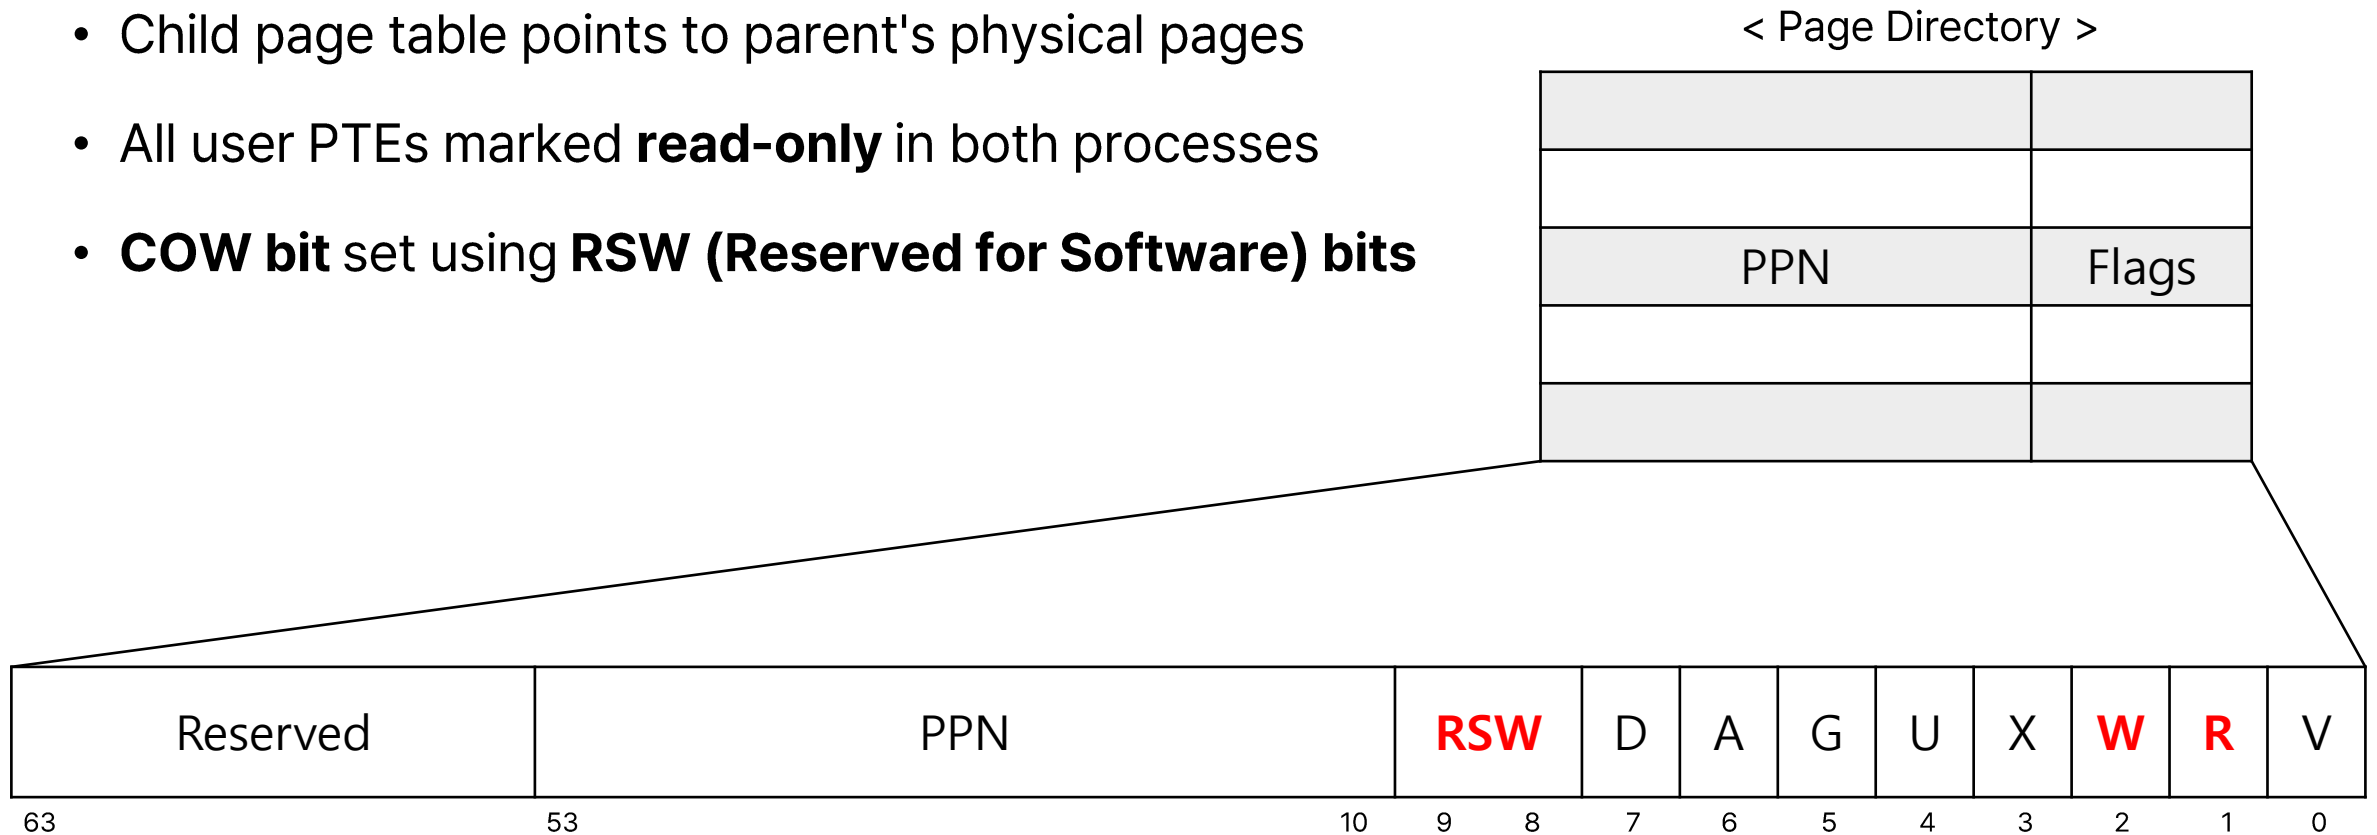 • Child page table points to parent's physical pages
• All user PTEs marked read-only in both processes
• COW bit set using RSW (Reserved for Software) bits
< Page Directory >
PPN Flags
Reserved PPN RSW D A G U X W R V
63 53 10 9 8 7 6 5 4 3 2 1 0